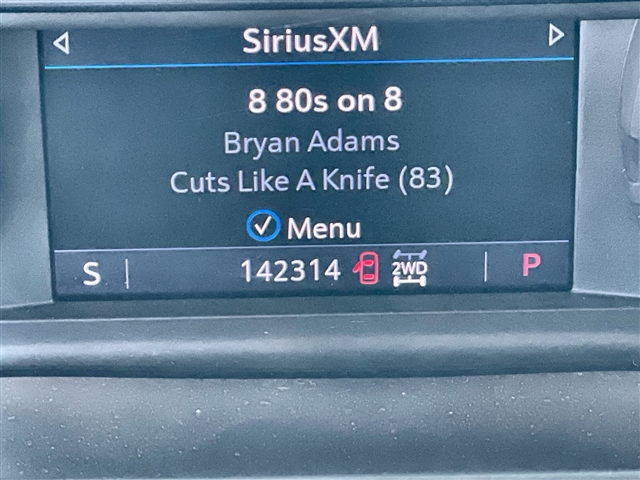 SiriusXM
8 80s on 8
Bryan Adams
Cuts Like A Knife (83)
Menu
S 142314 2WD P